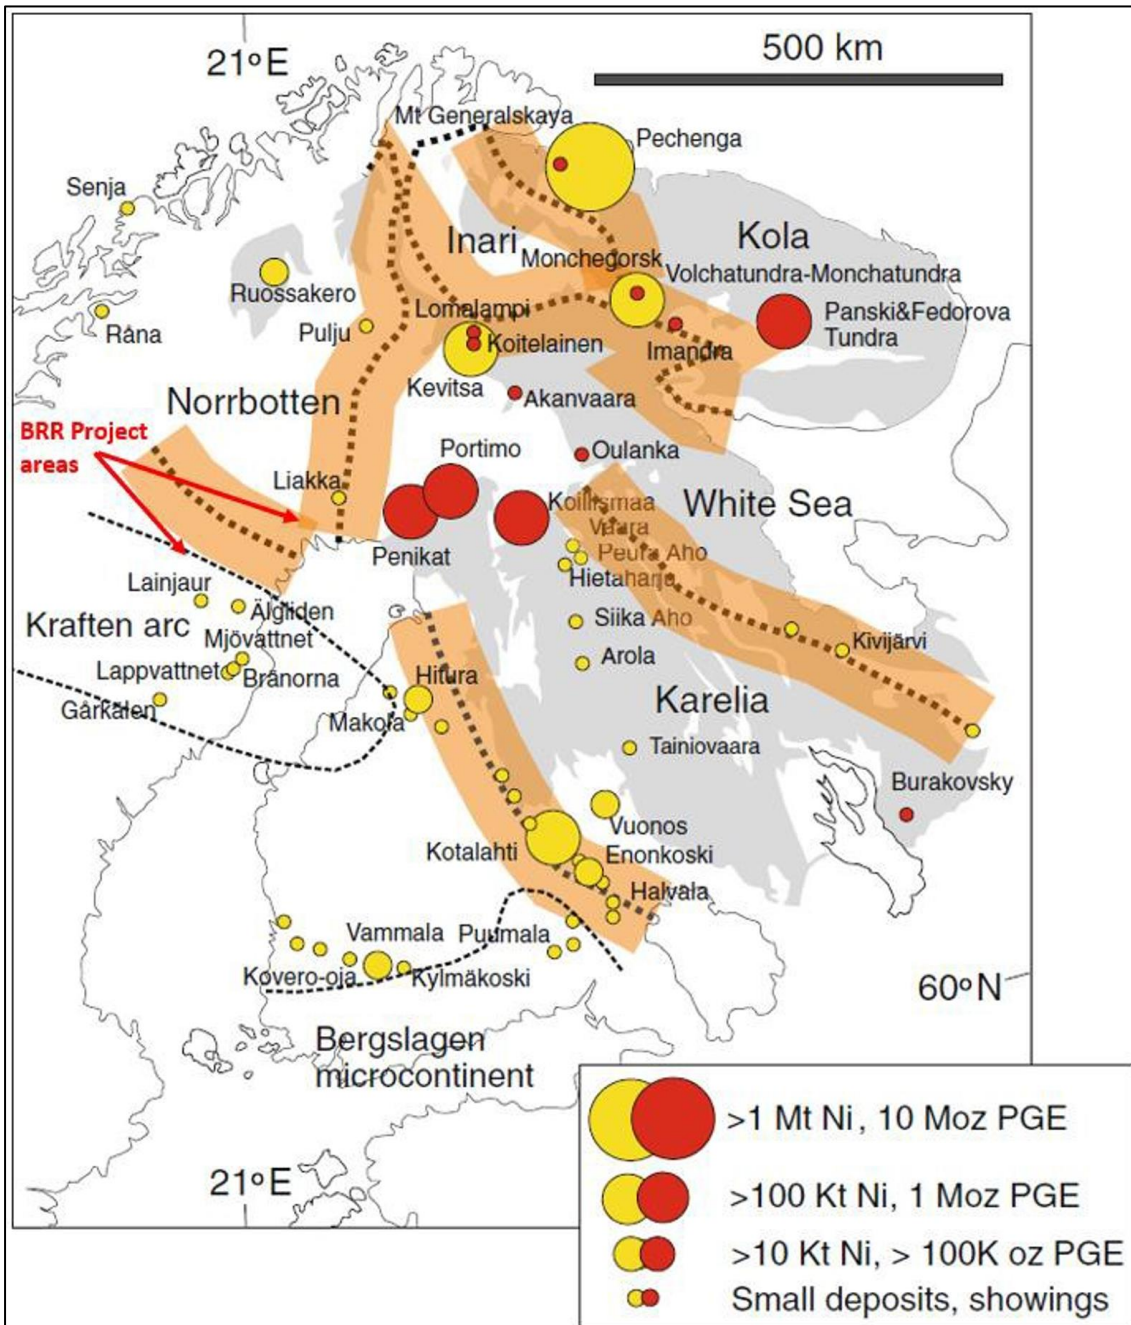 500 km
21°E
Mt Generalskaya
Pechenga
Senja
Kola
Inari
Monchegorsk
Volchatundra-Monchatundra
Ruossakero
Lomalampi
Panski&Fedorova
Tundra
Råna
Pulju
Koitelainen
Imandra
Kevitsa
Akanvaara
Norrbotten
BRR Project
areas
Portimo
Oulanka
Liakka
Koillismaa
White Sea
Vaara
Penikat
Peura Aho
Hietaharju
Lainjaur
Älgliden
Siika Aho
Kraften arc
Mjövattnet
Kivijärvi
Lappvattnet
Brånorna
Arola
Hitura
Gårkälen
Karelia
Makola
Tainiovaara
Burakovsky
Vuonos
Kotalahti
Enonkoski
Halvala
Vammala
Puumala
Kovero-oja
Kylmäkoski
60°N
Bergslagen
microcontinent
>1 Mt Ni, 10 Moz PGE
21°E
>100 Kt Ni, 1 Moz PGE
>10 Kt Ni, > 100K oz PGE
Small deposits, showings